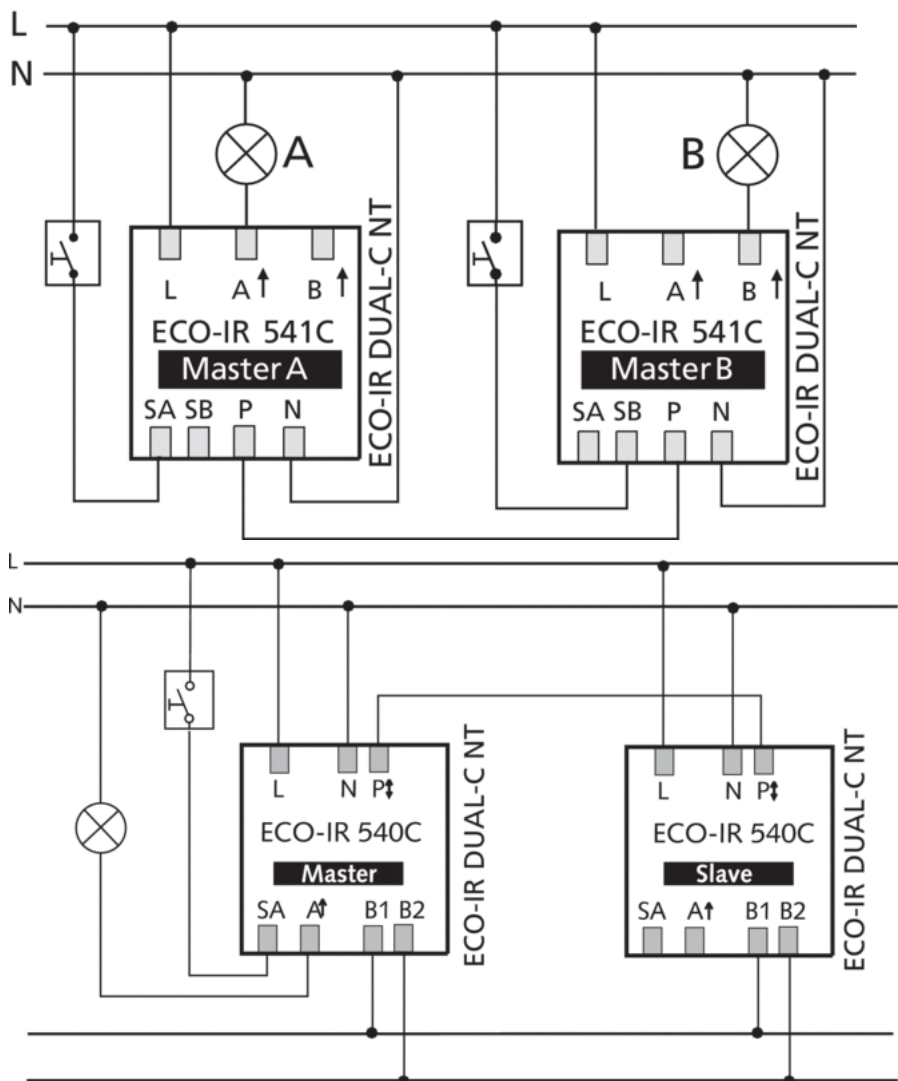 L
N
A
B
L A↑ B↑
ECO-IR 541C
Master A
SA SB P N
ECO-IR DUAL-C NT
L A↑ B↑
ECO-IR 541C
Master B
SA SB P N
ECO-IR DUAL-C NT
L
N
L N P↕
ECO-IR 540C
Master
SA A↕ B1 B2
ECO-IR DUAL-C NT
L N P↕
ECO-IR 540C
Slave
SA A↑ B1 B2
ECO-IR DUAL-C NT